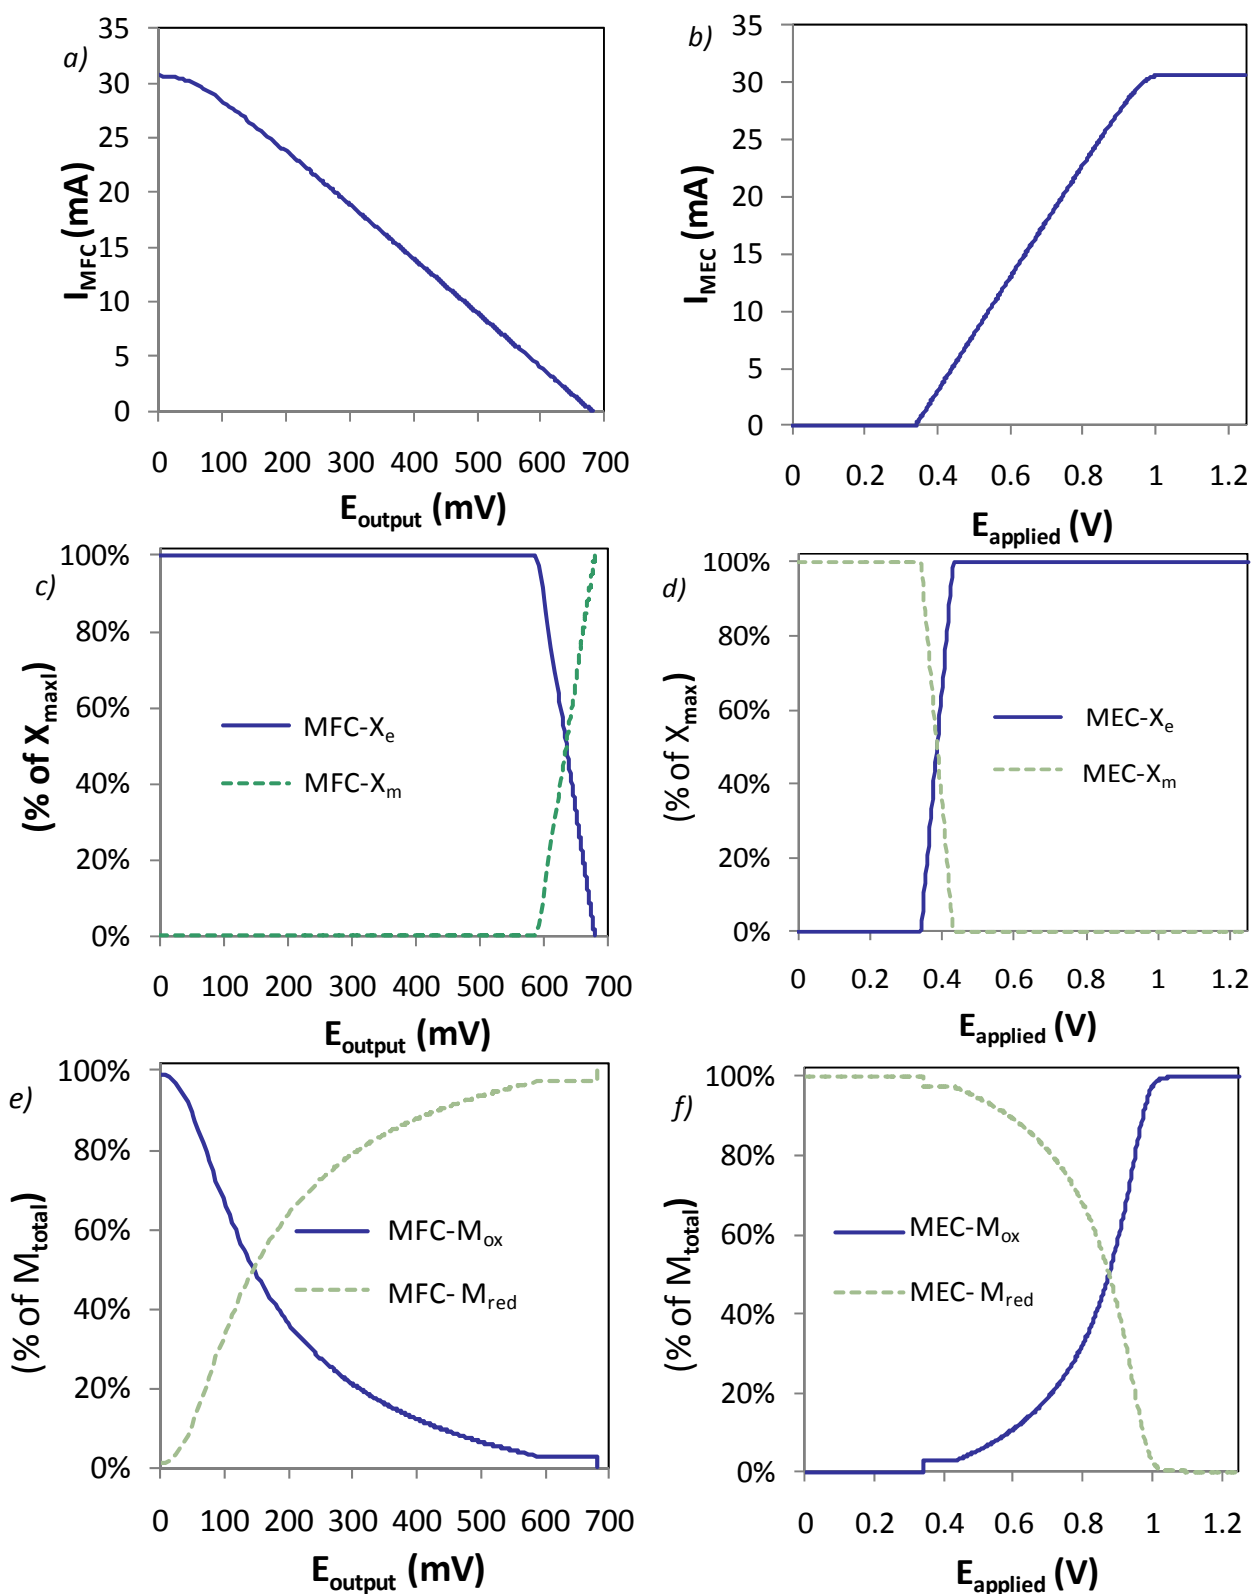 a)
35
30
25
20
15
10
5
0
I_MFC (mA)
0 100 200 300 400 500 600 700
E_output (mV)
b)
35
30
25
20
15
10
5
0
I_MEC (mA)
0 0.2 0.4 0.6 0.8 1 1.2
E_applied (V)
c)
100%
80%
60%
40%
20%
0%
(% of X_maxl)
MFC-X_e
MFC-X_m
0 100 200 300 400 500 600 700
E_output (mV)
d)
100%
80%
60%
40%
20%
0%
(% of X_max)
MEC-X_e
MEC-X_m
0 0.2 0.4 0.6 0.8 1 1.2
E_applied (V)
e)
100%
80%
60%
40%
20%
0%
(% of M_total)
MFC-M_ox
MFC- M_red
0 100 200 300 400 500 600 700
E_output (mV)
f)
100%
80%
60%
40%
20%
0%
(% of M_total)
MEC-M_ox
MEC- M_red
0 0.2 0.4 0.6 0.8 1 1.2
E_applied (V)